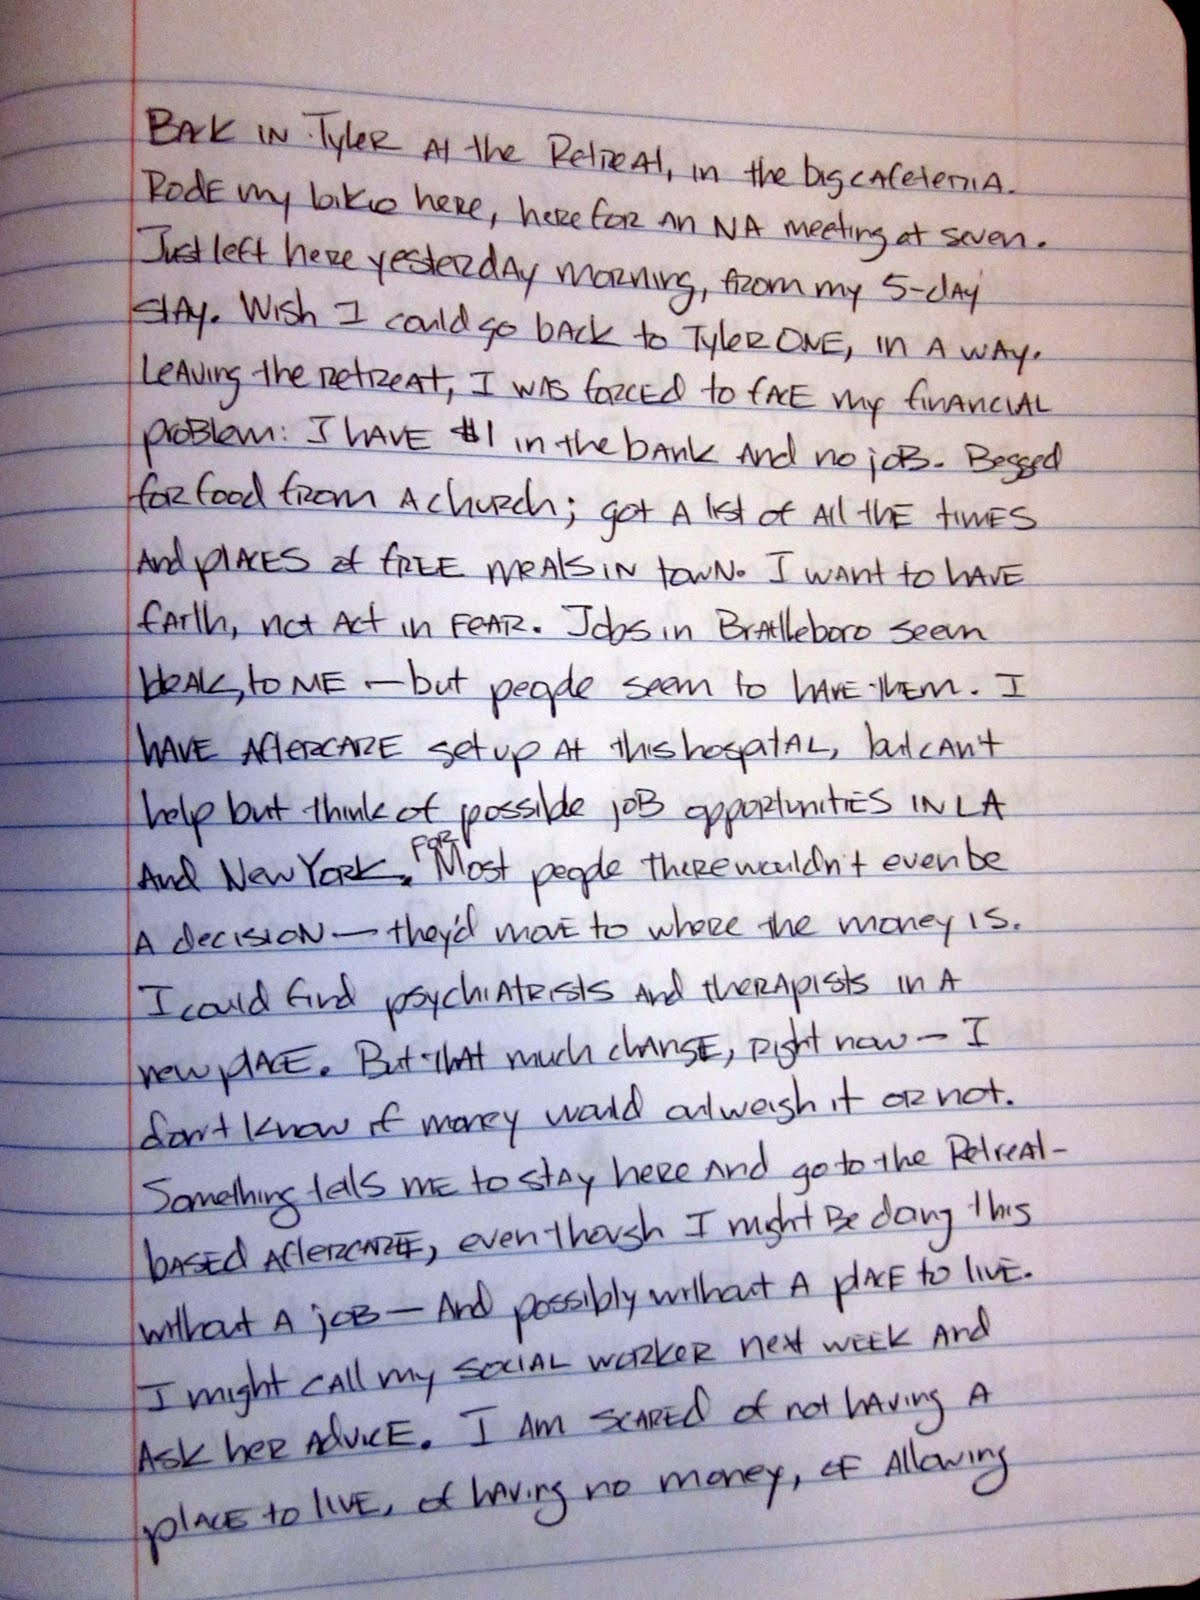 Back in Tyler at the Retreat, in the big cafeteria.
Rode my bike here, here for an NA meeting at seven.
Just left here yesterday morning, from my 5-day
stay. Wish I could go back to Tyler One, in a way.
Leaving the retreat, I was forced to face my financial
problem: I have $1 in the bank and no job. Begged
for food from a church; got a list of all the times
and places of free meals in town. I want to have
faith, not act in fear. Jobs in Brattleboro seem
bleak, to me — but people seem to have them. I
have aftercare set up at this hospital, but can't
help but think of possible job opportunities in LA
and New York. For Most people there wouldn't even be
a decision — they'd move to where the money is.
I could find psychiatrists and therapists in a
new place. But that much change, right now — I
don't know if money would outweigh it or not.
Something tells me to stay here and go to the Retreat-
based aftercare, even though I might be doing this
without a job — and possibly without a place to live.
I might call my social worker next week and
ask her advice. I am scared of not having a
place to live, of having no money, of allowing